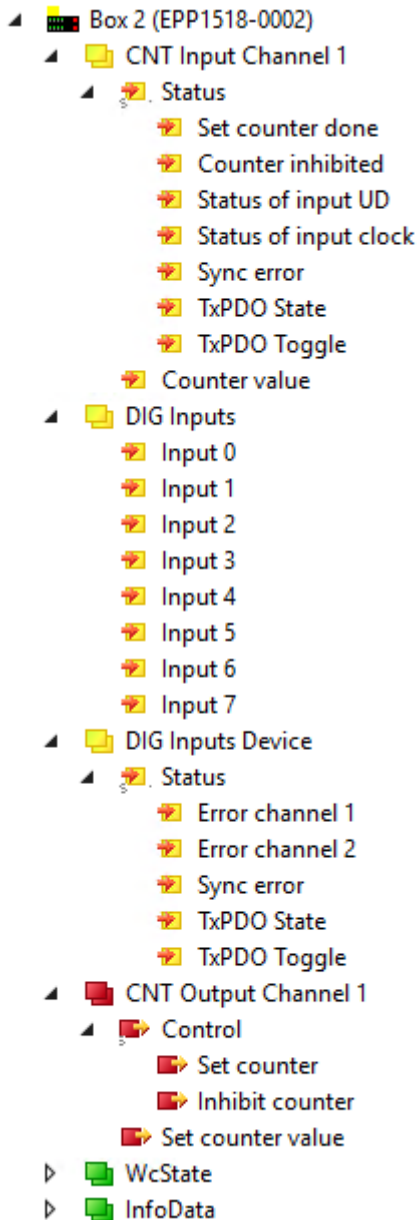 Box 2 (EPP1518-0002)
CNT Input Channel 1
Status
Set counter done
Counter inhibited
Status of input UD
Status of input clock
Sync error
TxPDO State
TxPDO Toggle
Counter value
DIG Inputs
Input 0
Input 1
Input 2
Input 3
Input 4
Input 5
Input 6
Input 7
DIG Inputs Device
Status
Error channel 1
Error channel 2
Sync error
TxPDO State
TxPDO Toggle
CNT Output Channel 1
Control
Set counter
Inhibit counter
Set counter value
WcState
InfoData